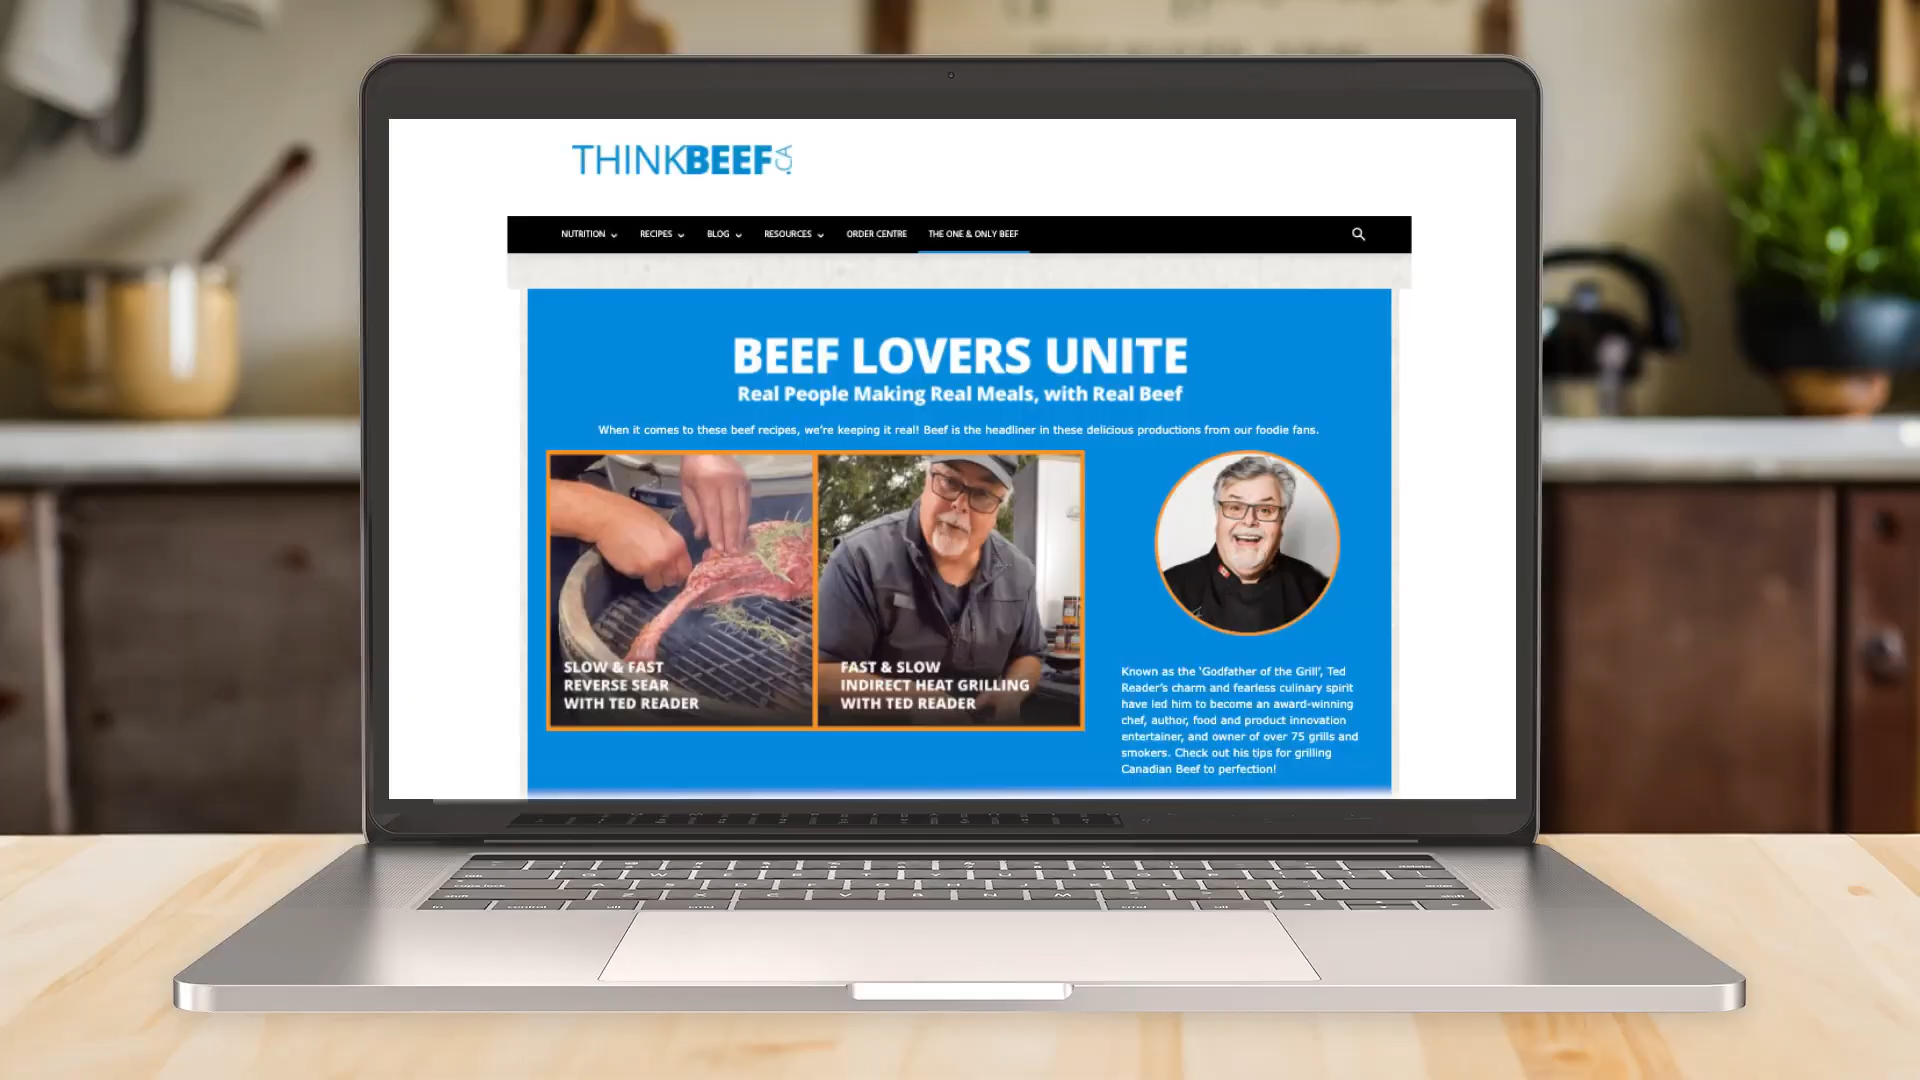 THINKBEEF.CA
NUTRITION RECIPES BLOG RESOURCES ORDER CENTRE THE ONE & ONLY BEEF
BEEF LOVERS UNITE
Real People Making Real Meals, with Real Beef
When it comes to these beef recipes, we're keeping it real! Beef is the headliner in these delicious productions from our foodie fans.
SLOW & FAST
REVERSE SEAR
WITH TED READER
FAST & SLOW
INDIRECT HEAT GRILLING
WITH TED READER
Known as the 'Godfather of the Grill', Ted
Reader's charm and fearless culinary spirit
have led him to become an award-winning
chef, author, food and product innovation
entertainer, and owner of over 75 grills and
smokers. Check out his tips for grilling
Canadian Beef to perfection!